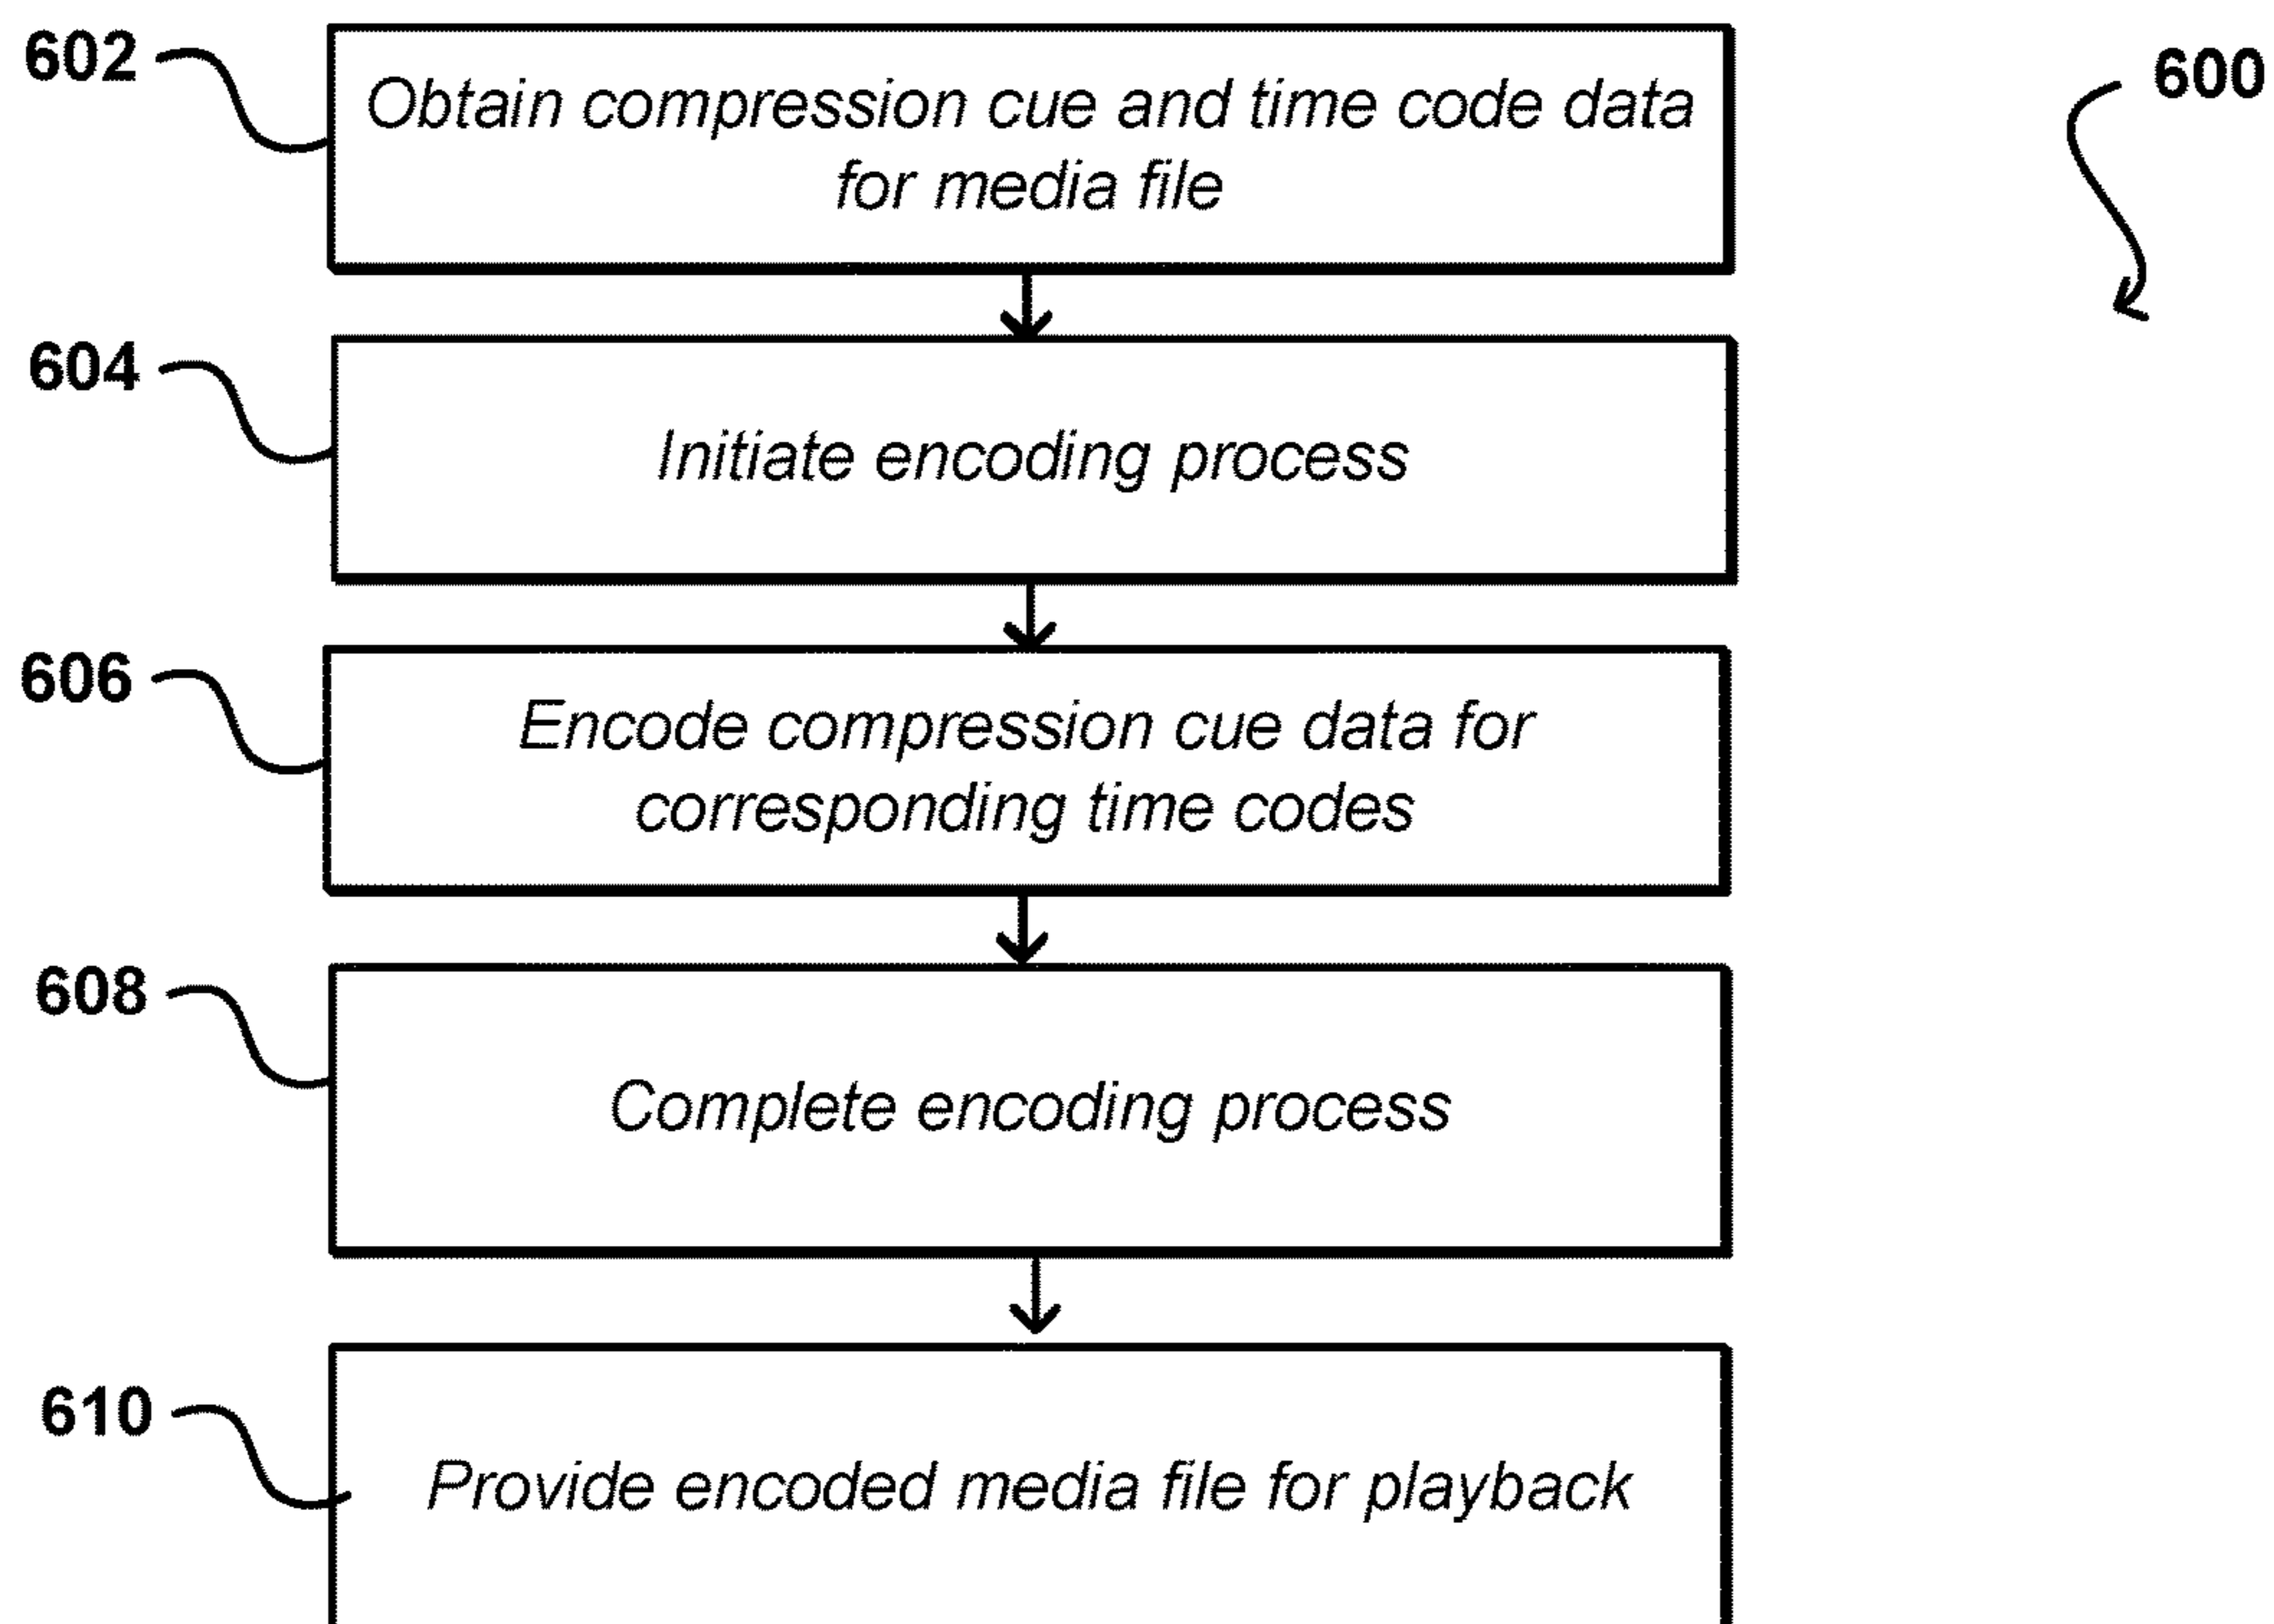 602
Obtain compression cue and time code data
for media file
600
604
Initiate encoding process
606
Encode compression cue data for
corresponding time codes
608
Complete encoding process
610
Provide encoded media file for playback